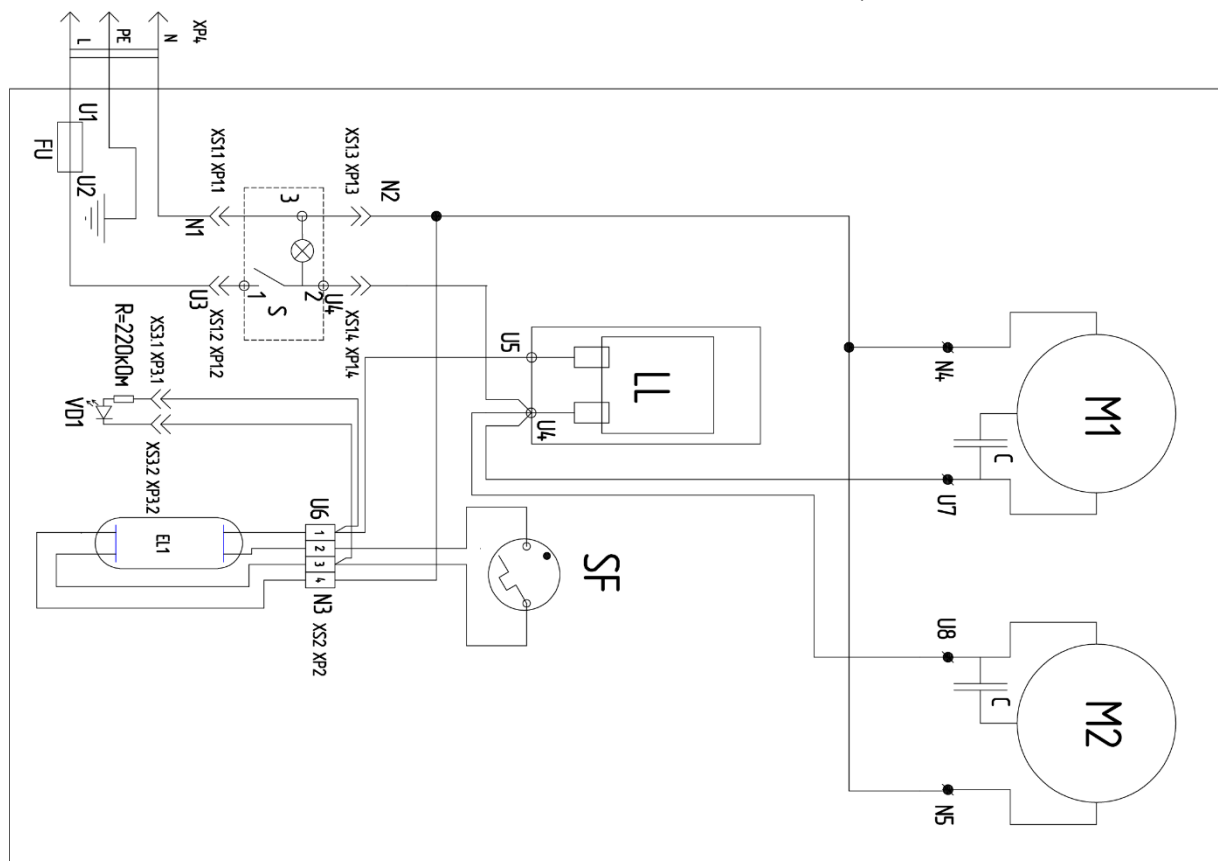 XP4
L
PE
N
U1
FU
U2
XS1.1 XP1.1
XS1.3 XP1.3
N1
N2
3
U3
1
S
2
U4
XS1.2 XP1.2
XS1.4 XP1.4
R=220кОм
XS3.1 XP3.1
VD1
XS3.2 XP3.2
U5
LL
U4
N4
M1
C
U7
EL1
U6
1
2
3
4
N3
XS2 XP2
SF
U8
C
M2
N5